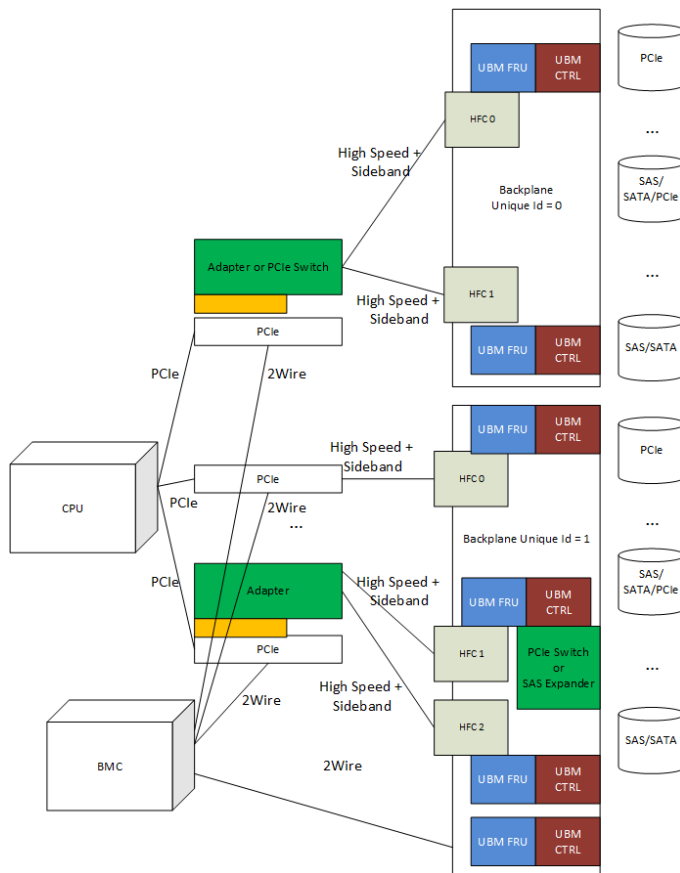 UBM FRU
UBM
CTRL
PCIe
HFC 0
...
High Speed +
Sideband
SAS/
SATA/PCIe
Backplane
Unique Id = 0
Adapter or PCIe Switch
...
HFC 1
High Speed +
Sideband
PCIe
UBM FRU
UBM
CTRL
SAS/SATA
PCIe
2Wire
UBM FRU
UBM
CTRL
PCIe
High Speed +
Sideband
PCIe
HFC0
CPU
PCIe
2Wire
...
...
Backplane Unique Id = 1
PCIe
Adapter
High Speed +
Sideband
UBM FRU
UBM
CTRL
SAS/
SATA/PCIe
PCIe
HFC 1
PCIe Switch
or
SAS Expander
...
High Speed +
Sideband
2Wire
HFC 2
SAS/SATA
BMC
2Wire
UBM FRU
UBM
CTRL
UBM FRU
UBM
CTRL